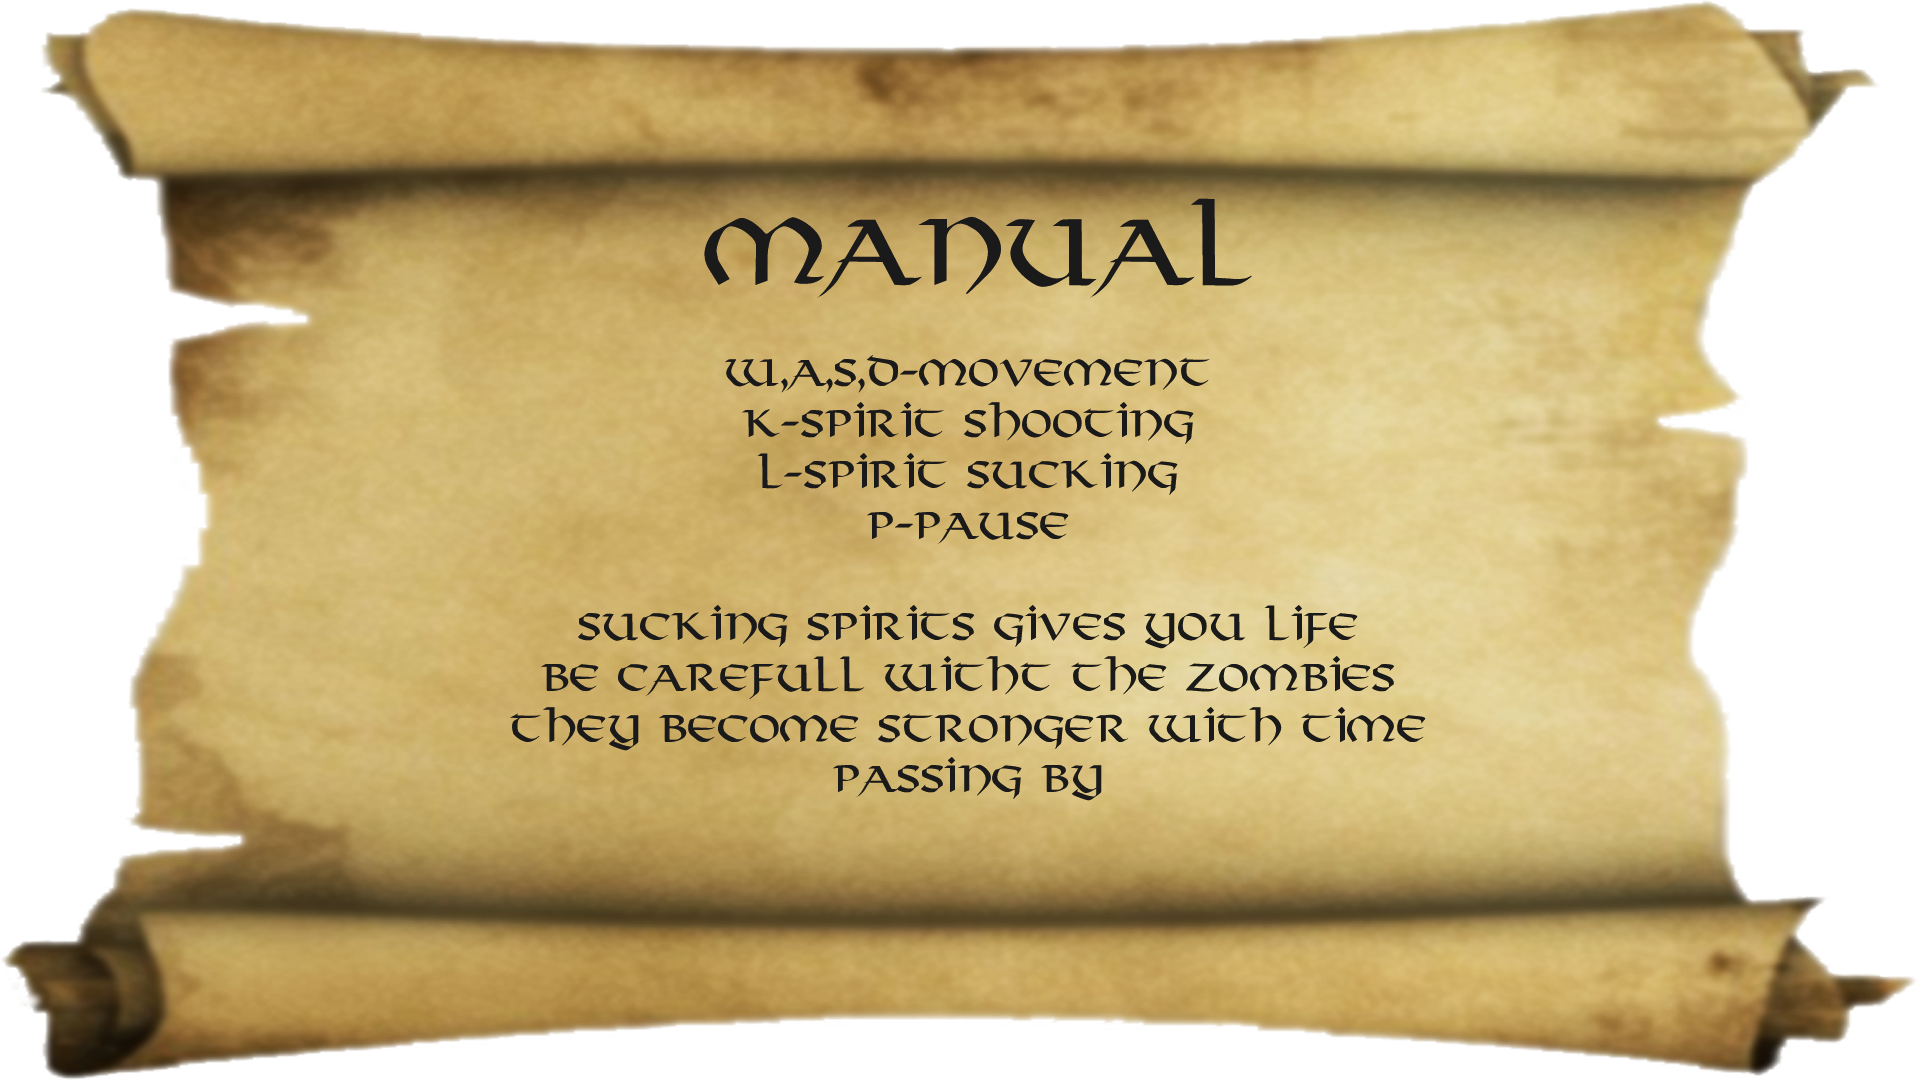 MANUAL
W,A,S,D-MOVEMENT
K-SPIRIT SHOOTING
L-SPIRIT SUCKING
P-PAUSE
SUCKING SPIRITS GIVES YOU LIFE
BE CAREFULL WITHT THE ZOMBIES
THEY BECOME STRONGER WITH TIME
PASSING BY